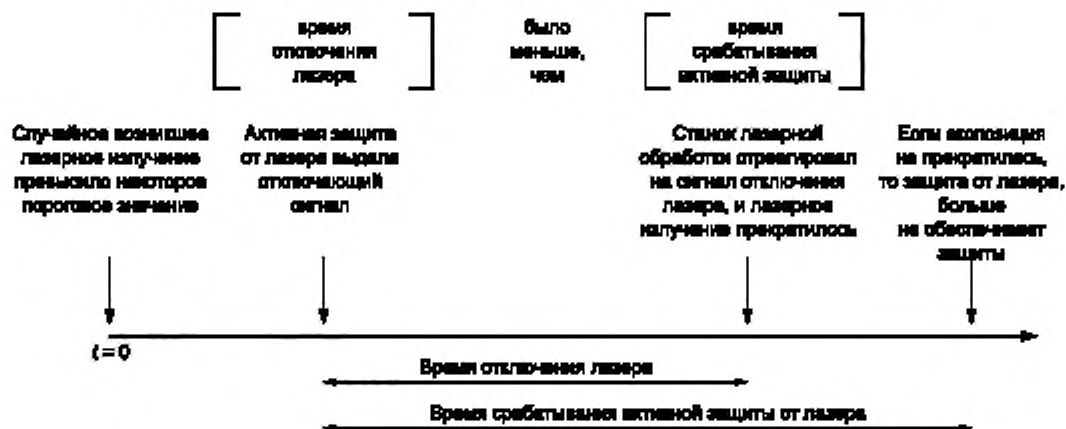 время
отключения
лазера
было
меньше,
чем
время
срабатывания
активной защиты
Случайное возникшее
лазерное излучение
превысило некоторое
пороговое значение
Активная защита
от лазера выдала
отключающий
сигнал
Станок лазерной
обработки отреагировал
на сигнал отключения
лазера, и лазерное
излучение прекратилось
Если экспозиция
не прекратилась,
то защита от лазера,
больше
не обеспечивает
защиты
t = 0
Время отключения лазера
Время срабатывания активной защиты от лазера